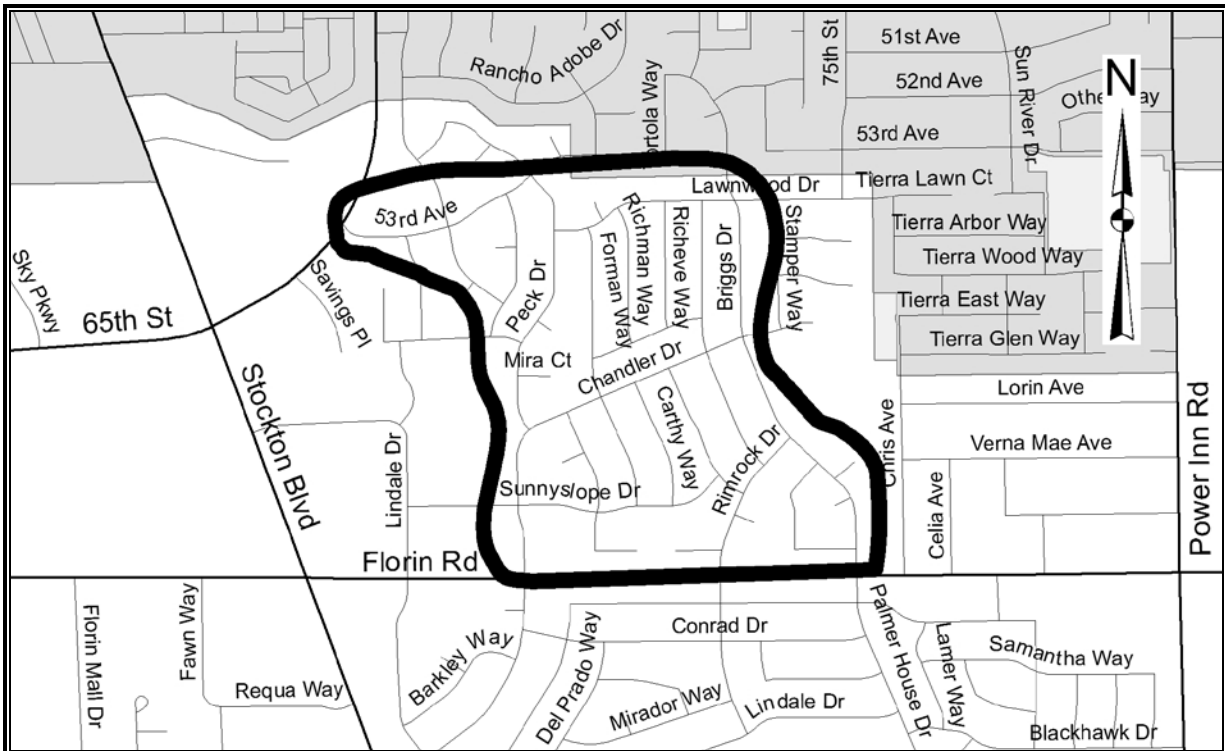 51st Ave
Rancho Adobe Dr
75th St
Sun River Dr
52nd Ave
N
53rd Ave
Lawnwood Dr
Tierra Lawn Ct
53rd Ave
Richman Way
Richeve Way
Stamper Way
Tierra Arbor Way
Forman Way
Briggs Dr
Tierra Wood Way
Sky Pkwy
Savings Pl
Peck Dr
Tierra East Way
65th St
Tierra Glen Way
Mira Ct
Chandler Dr
Lorin Ave
Stockton Blvd
Carthy Way
Chris Ave
Power Inn Rd
Verna Mae Ave
Lindale Dr
Rimrock Dr
Sunnyslope Dr
Celia Ave
Florin Rd
Florin Mall Dr
Fawn Way
Conrad Dr
Palmer House Dr
Lamer Way
Samantha Way
Barkley Way
Del Prado Way
Requa Way
Mirador Way
Lindale Dr
Blackhawk Dr